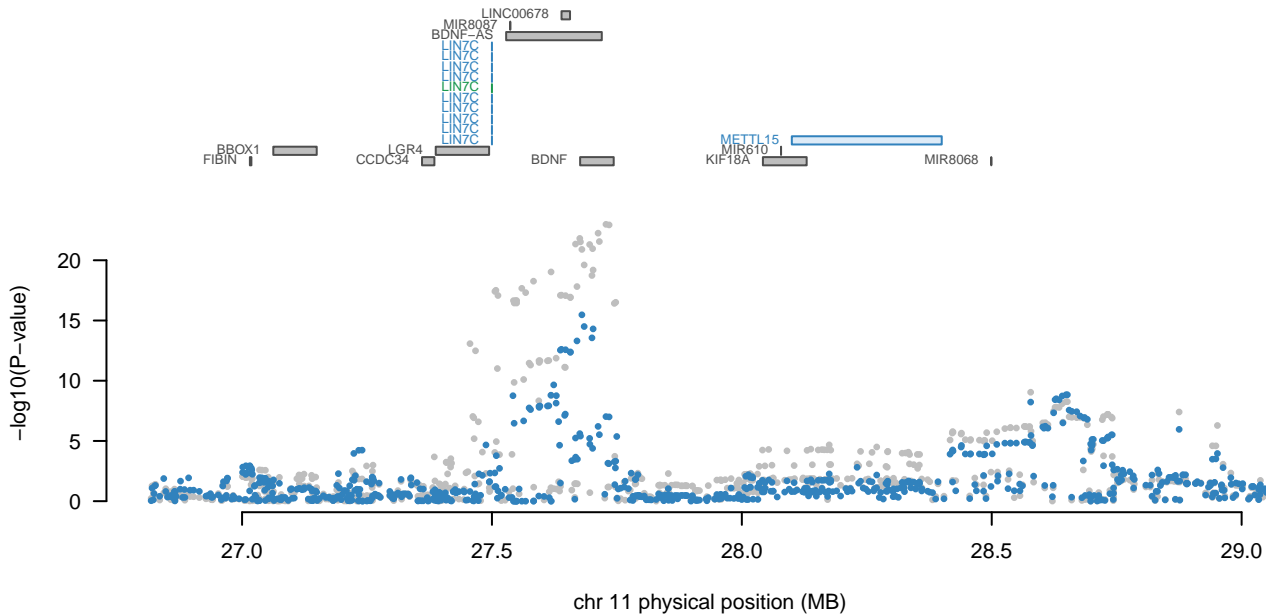 LINC00678
MIR8087
BDNF−AS
LIN7C
LIN7C
LIN7C
LIN7C
LIN7C
LIN7C
LIN7C
LIN7C
LIN7C
LIN7C
METTL15
BBOX1 LGR4 MIR610
FIBIN CCDC34 BDNF KIF18A MIR8068
20
15
10
5
0
−log10(P−value)
27.0 27.5 28.0 28.5 29.0
chr 11 physical position (MB)